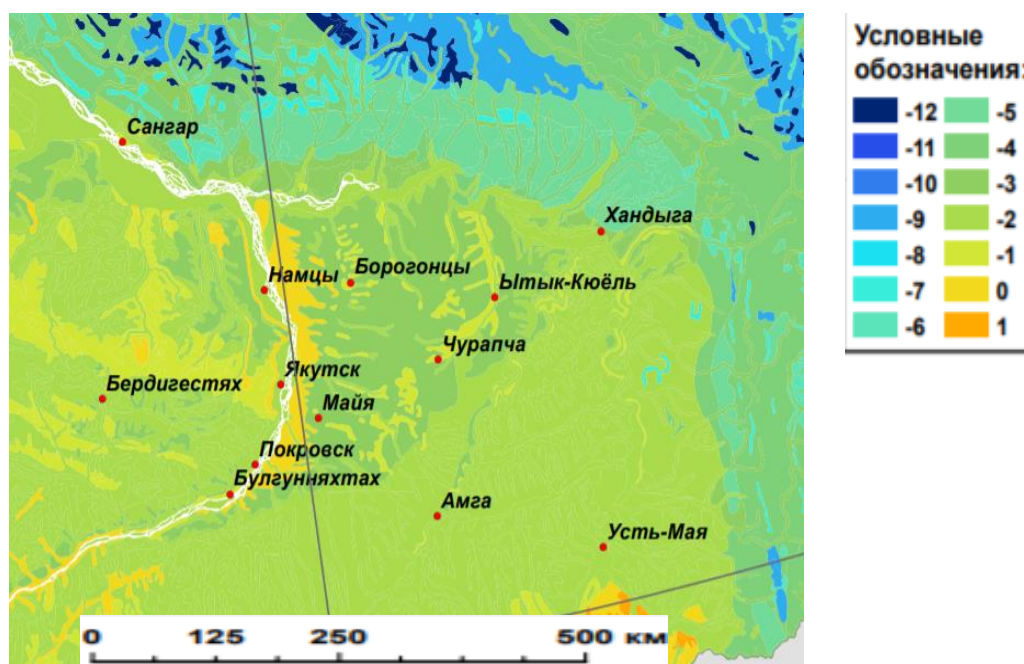 Сангар
Хандыга
Намцы
Борогонцы
Ытык-Кюёль
Чурапча
Якутск
Бердигестях
Майя
Покровск
Булгунняхтах
Амга
Усть-Мая
0 125 250 500 км
Условные
обозначения:
-12 -5
-11 -4
-10 -3
-9 -2
-8 -1
-7 0
-6 1